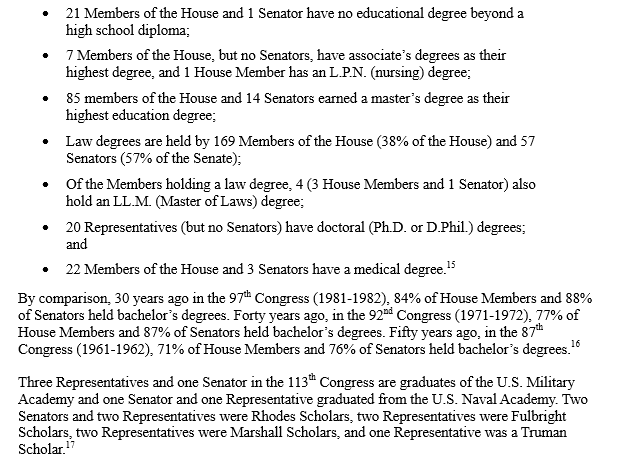 • 21 Members of the House and 1 Senator have no educational degree beyond a
high school diploma;
• 7 Members of the House, but no Senators, have associate's degrees as their
highest degree, and 1 House Member has an L.P.N. (nursing) degree;
• 85 members of the House and 14 Senators earned a master's degree as their
highest education degree;
• Law degrees are held by 169 Members of the House (38% of the House) and 57
Senators (57% of the Senate);
• Of the Members holding a law degree, 4 (3 House Members and 1 Senator) also
hold an LL.M. (Master of Laws) degree;
• 20 Representatives (but no Senators) have doctoral (Ph.D. or D.Phil.) degrees;
and
• 22 Members of the House and 3 Senators have a medical degree.15
By comparison, 30 years ago in the 97th Congress (1981-1982), 84% of House Members and 88%
of Senators held bachelor's degrees. Forty years ago, in the 92nd Congress (1971-1972), 77% of
House Members and 87% of Senators held bachelor's degrees. Fifty years ago, in the 87th
Congress (1961-1962), 71% of House Members and 76% of Senators held bachelor's degrees.16
Three Representatives and one Senator in the 113th Congress are graduates of the U.S. Military
Academy and one Senator and one Representative graduated from the U.S. Naval Academy. Two
Senators and two Representatives were Rhodes Scholars, two Representatives were Fulbright
Scholars, two Representatives were Marshall Scholars, and one Representative was a Truman
Scholar.17